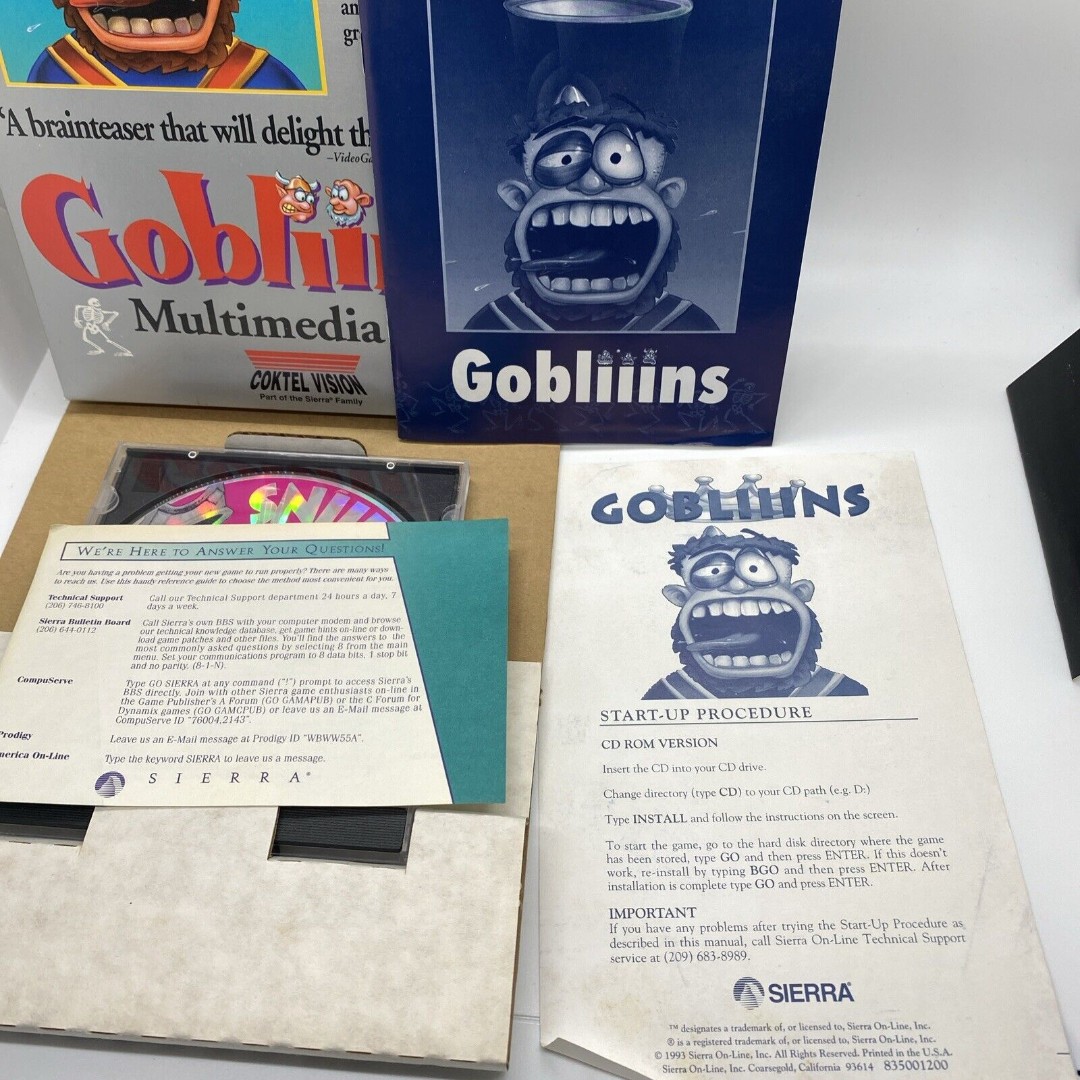 an
gr
"A brainteaser that will delight th
–VideoGa
Gobliii
Multimedia
COKTEL VISION
Part of the Sierra® Family
Gobliiins
WE'RE HERE TO ANSWER YOUR QUESTIONS!
Are you having a problem getting your new game to run properly? There are many ways
to reach us. Use this handy reference guide to choose the method most convenient for you.
Technical Support
(206) 746-8100
Call our Technical Support department 24 hours a day, 7
days a week.
Sierra Bulletin Board
(206) 644-0112
Call Sierra's own BBS with your computer modem and browse
our technical knowledge database, get game hints on-line or down-
load game patches and other files. You'll find the answers to the
most commonly asked questions by selecting 8 from the main
menu. Set your communications program to 8 data bits, 1 stop bit
and no parity. (8-1-N).
CompuServe
Type GO SIERRA at any command ("!") prompt to access Sierra's
BBS directly. Join with other Sierra game enthusiasts on-line in
the Game Publisher's A Forum (GO GAMAPUB) or the C Forum for
Dynamix games (GO GAMCPUB) or leave us an E-Mail message at
CompuServe ID "76004,2143".
Prodigy
Leave us an E-Mail message at Prodigy ID "WBWW55A".
merica On-Line
Type the keyword SIERRA to leave us a message.
SIERRA®
GOBLIIINS
START-UP PROCEDURE
CD ROM VERSION
Insert the CD into your CD drive.
Change directory (type CD) to your CD path (e.g. D:)
Type INSTALL and follow the instructions on the screen.
To start the game, go to the hard disk directory where the game
has been stored, type GO and then press ENTER. If this doesn't
work, re-install by typing BGO and then press ENTER. After
installation is complete type GO and press ENTER.
IMPORTANT
If you have any problems after trying the Start-Up Procedure as
described in this manual, call Sierra On-Line Technical Support
service at (209) 683-8989.
SIERRA®
™ designates a trademark of, or licensed to, Sierra On-Line, Inc.
® is a registered trademark of, or licensed to, Sierra On-Line, Inc.
© 1993 Sierra On-Line, Inc. All Rights Reserved. Printed in the U.S.A.
Sierra On-Line, Inc. Coarsegold, California 93614 835001200